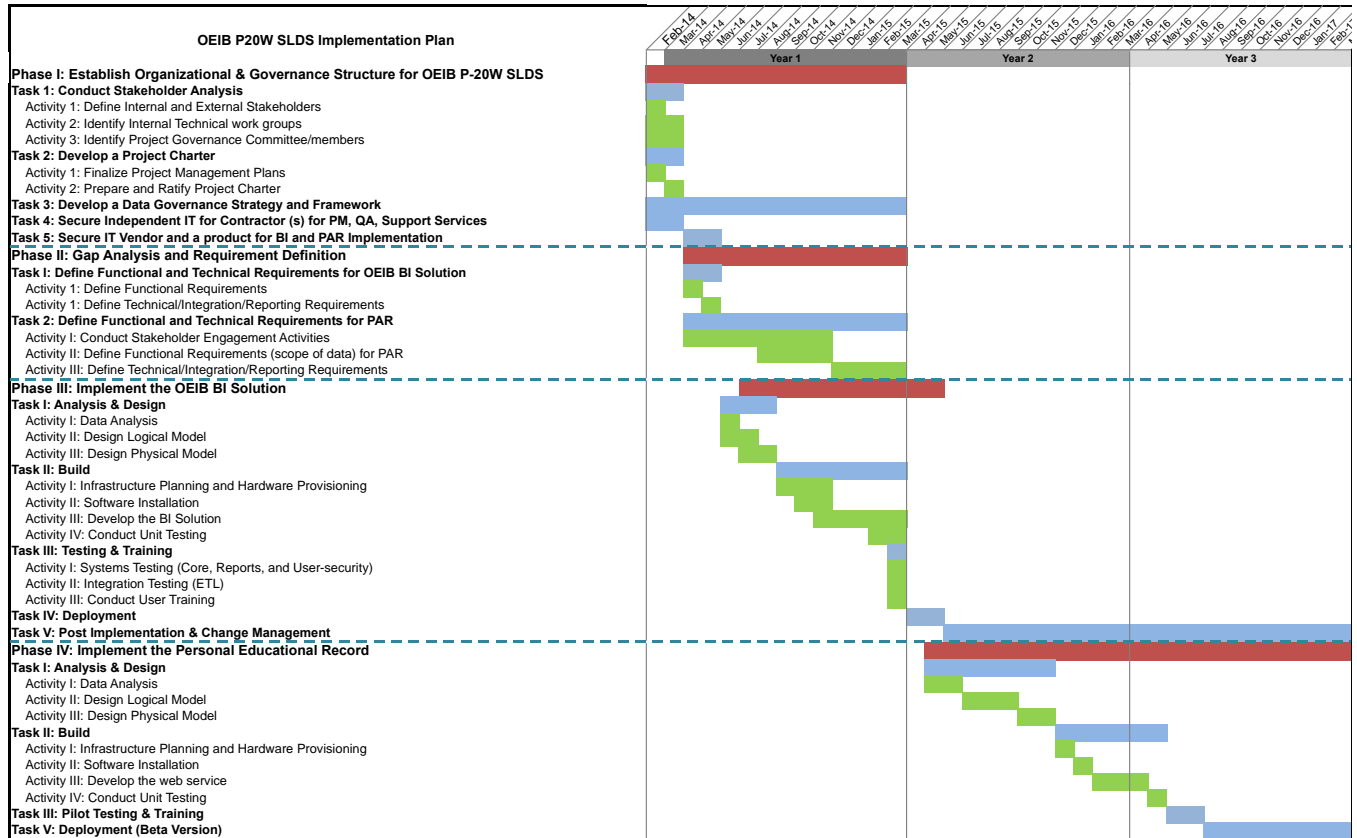 Feb-14 Mar-14 Apr-14 May-14 Jun-14 Jul-14 Aug-14 Sep-14 Oct-14 Nov-14 Dec-14 Jan-15 Feb-15 Mar-15 Apr-15 May-15 Jun-15 Jul-15 Aug-15 Sep-15 Oct-15 Nov-15 Dec-15 Jan-16 Feb-16 Mar-16 Apr-16 May-16 Jun-16 Jul-16 Aug-16 Sep-16 Oct-16 Nov-16 Dec-16 Jan-17 Feb-17
OEIB P20W SLDS Implementation Plan
Year 1 Year 2 Year 3
Phase I: Establish Organizational & Governance Structure for OEIB P-20W SLDS
Task 1: Conduct Stakeholder Analysis
Activity 1: Define Internal and External Stakeholders
Activity 2: Identify Internal Technical work groups
Activity 3: Identify Project Governance Committee/members
Task 2: Develop a Project Charter
Activity 1: Finalize Project Management Plans
Activity 2: Prepare and Ratify Project Charter
Task 3: Develop a Data Governance Strategy and Framework
Task 4: Secure Independent IT for Contractor (s) for PM, QA, Support Services
Task 5: Secure IT Vendor and a product for BI and PAR Implementation
Phase II: Gap Analysis and Requirement Definition
Task I: Define Functional and Technical Requirements for OEIB BI Solution
Activity 1: Define Functional Requirements
Activity 1: Define Technical/Integration/Reporting Requirements
Task 2: Define Functional and Technical Requirements for PAR
Activity I: Conduct Stakeholder Engagement Activities
Activity II: Define Functional Requirements (scope of data) for PAR
Activity III: Define Technical/Integration/Reporting Requirements
Phase III: Implement the OEIB BI Solution
Task I: Analysis & Design
Activity I: Data Analysis
Activity II: Design Logical Model
Activity III: Design Physical Model
Task II: Build
Activity I: Infrastructure Planning and Hardware Provisioning
Activity II: Software Installation
Activity III: Develop the BI Solution
Activity IV: Conduct Unit Testing
Task III: Testing & Training
Activity I: Systems Testing (Core, Reports, and User-security)
Activity II: Integration Testing (ETL)
Activity III: Conduct User Training
Task IV: Deployment
Task V: Post Implementation & Change Management
Phase IV: Implement the Personal Educational Record
Task I: Analysis & Design
Activity I: Data Analysis
Activity II: Design Logical Model
Activity III: Design Physical Model
Task II: Build
Activity I: Infrastructure Planning and Hardware Provisioning
Activity II: Software Installation
Activity III: Develop the web service
Activity IV: Conduct Unit Testing
Task III: Pilot Testing & Training
Task V: Deployment (Beta Version)